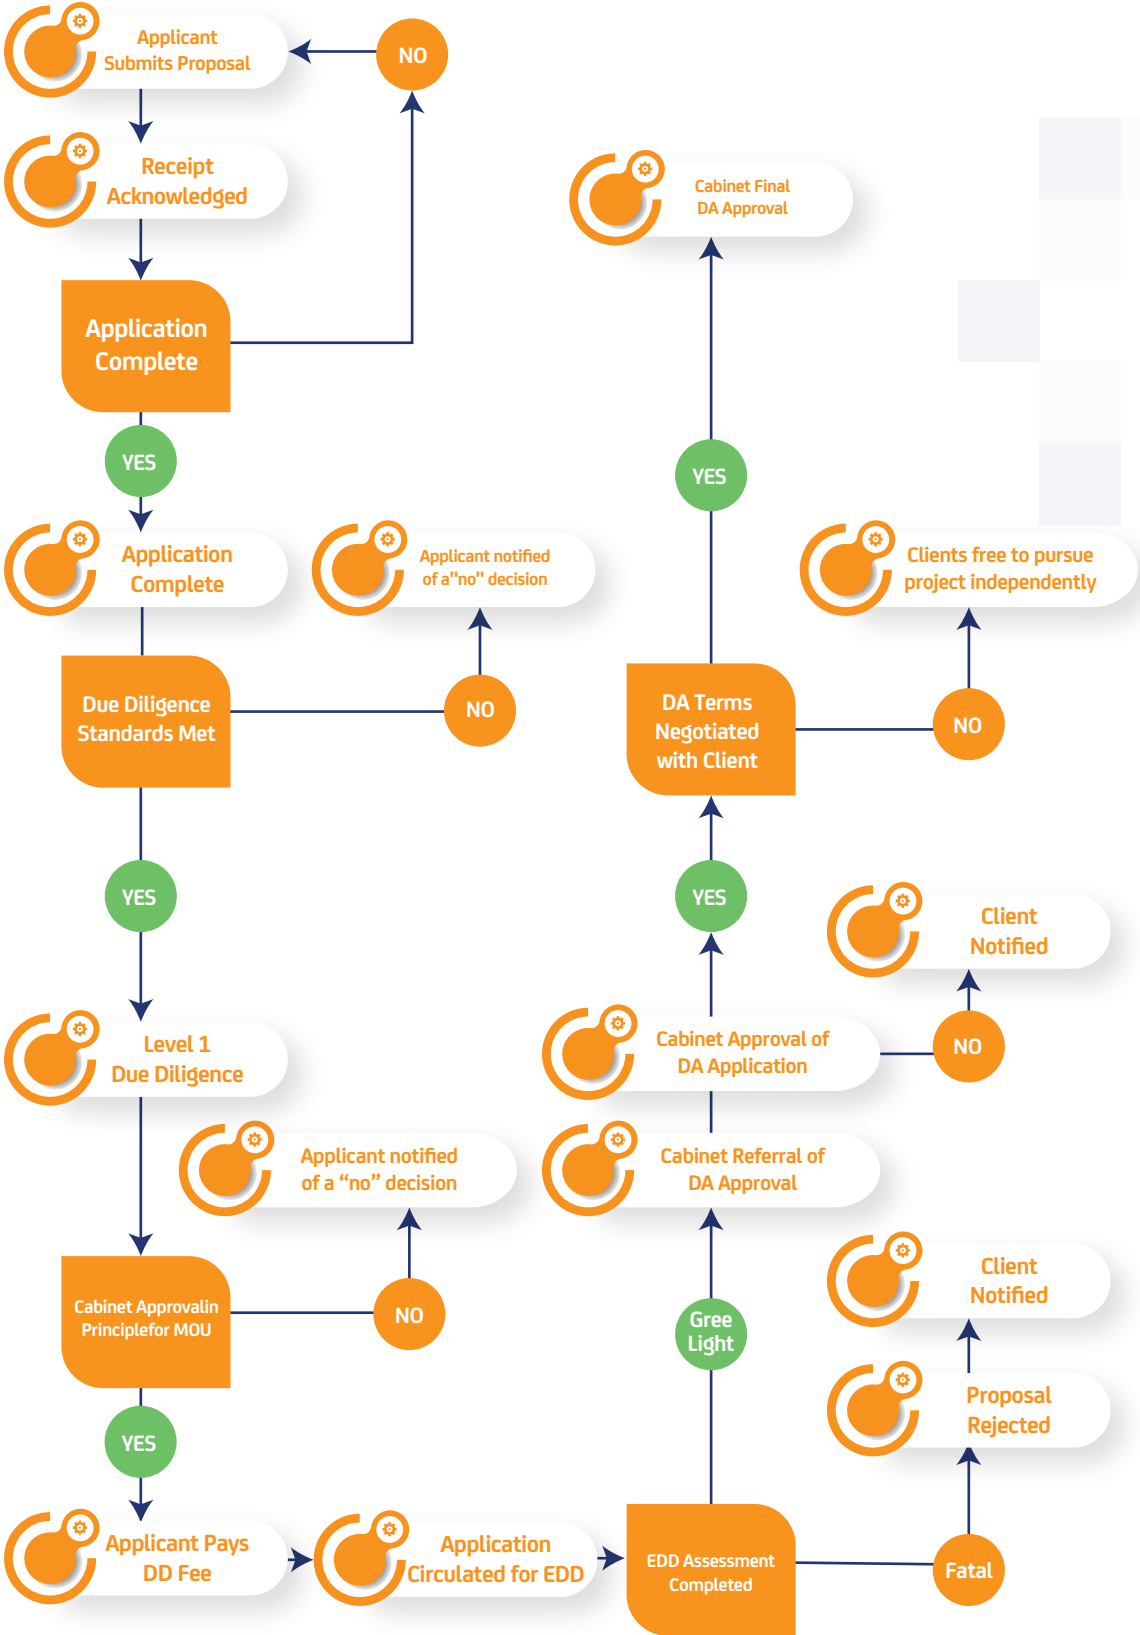 Applicant
Submits Proposal
NO
Receipt
Acknowledged
Application
Complete
YES
Application
Complete
Applicant notified
of a"no" decision
Due Diligence
Standards Met
NO
YES
Level 1
Due Diligence
Applicant notified
of a “no” decision
Cabinet Approvalin
Principlefor MOU
NO
YES
Applicant Pays
DD Fee
Application
Circulated for EDD
EDD Assessment
Completed
Fatal
Proposal
Rejected
Client
Notified
Gree
Light
Cabinet Referral of
DA Approval
Cabinet Approval of
DA Application
NO
Client
Notified
YES
DA Terms
Negotiated
with Client
NO
Clients free to pursue
project independently
YES
Cabinet Final
DA Approval